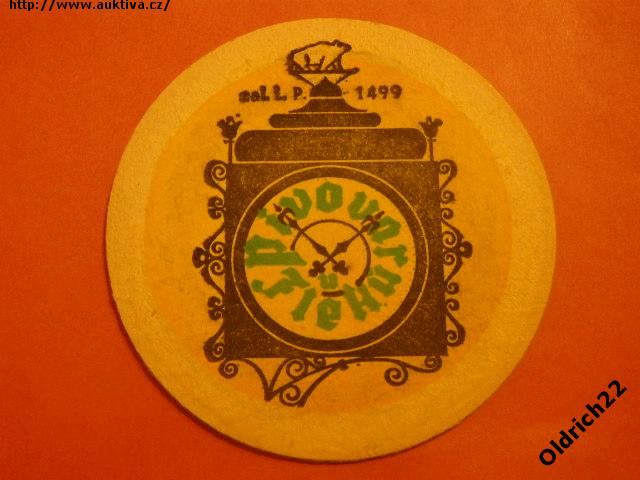 http://www.auktiva.cz/
zal. l. P. 1499
Pivovar
u
Fleků
Oldrich22